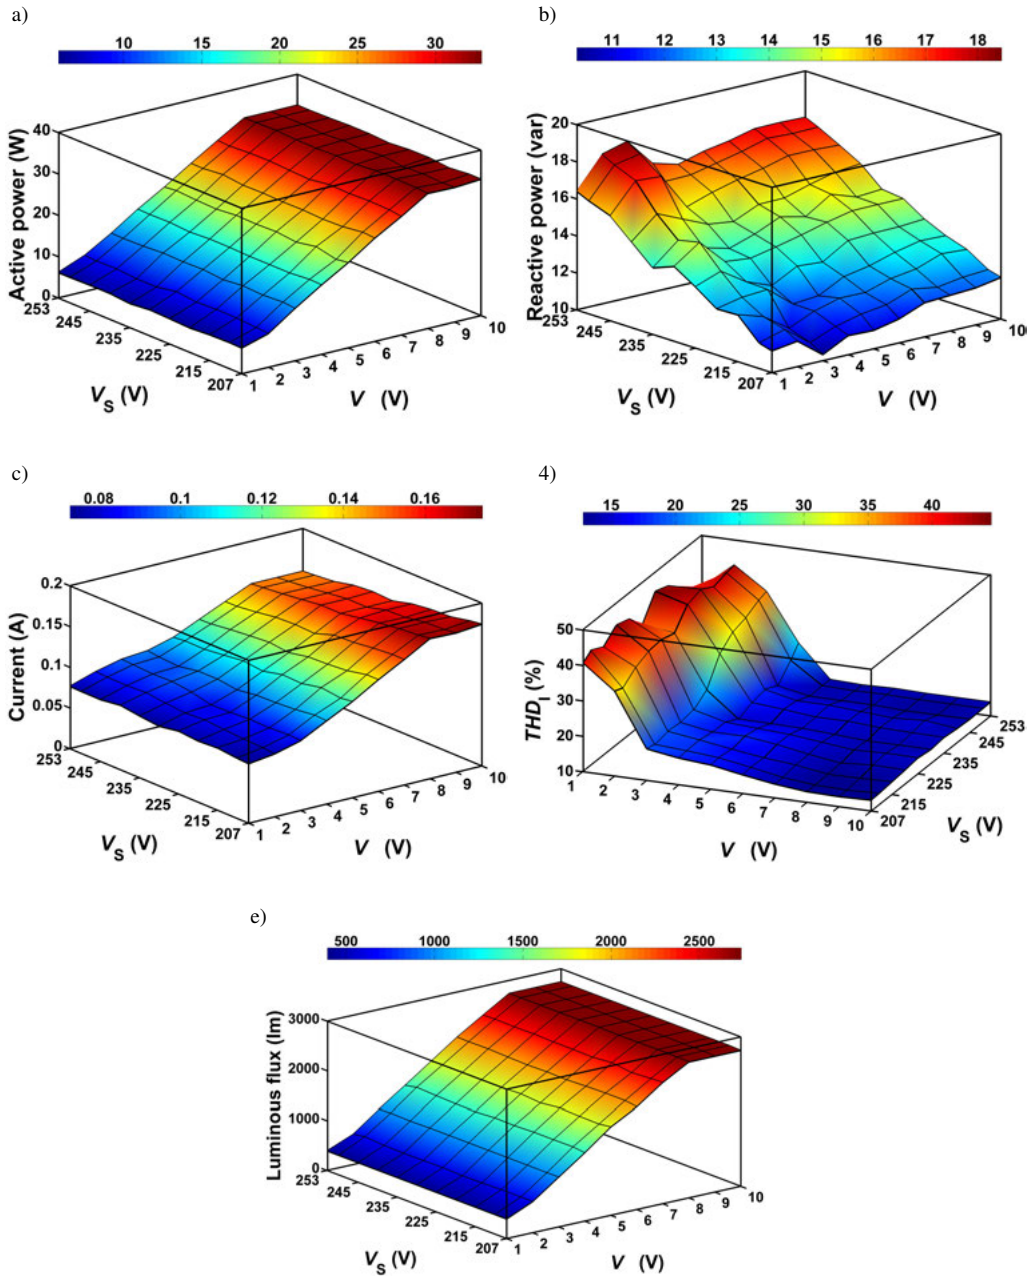 a)
b)
10 15 20 25 30
11 12 13 14 15 16 17 18
Active power (W)
40
30
20
10
0
253
245
235
225
215
207
1 2 3 4 5 6 7 8 9 10
V_S (V)
V (V)
Reactive power (var)
20
18
16
14
12
10
253
245
235
225
215
207
1 2 3 4 5 6 7 8 9 10
V_S (V)
V (V)
c)
4)
0.08 0.1 0.12 0.14 0.16
15 20 25 30 35 40
Current (A)
0.2
0.15
0.1
0.05
0
253
245
235
225
215
207
1 2 3 4 5 6 7 8 9 10
V_S (V)
V (V)
THD_I (%)
50
40
30
20
10
1 2 3 4 5 6 7 8 9 10
207
215
225
235
245
253
V (V)
V_S (V)
e)
500 1000 1500 2000 2500
Luminous flux (lm)
3000
2000
1000
0
253
245
235
225
215
207
1 2 3 4 5 6 7 8 9 10
V_S (V)
V (V)